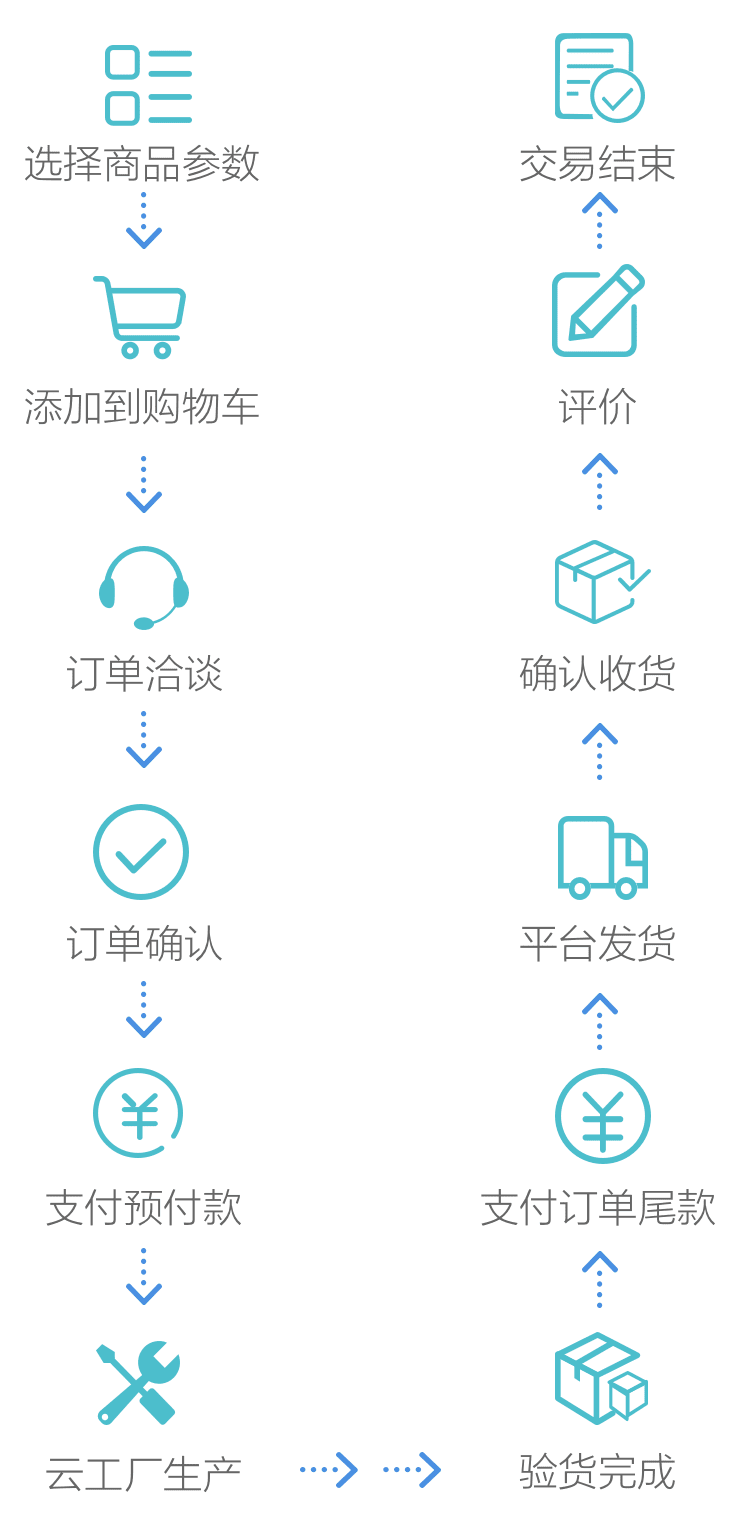 选择商品参数
添加到购物车
订单洽谈
订单确认
支付预付款
云工厂生产
验货完成
支付订单尾款
平台发货
确认收货
评价
交易结束